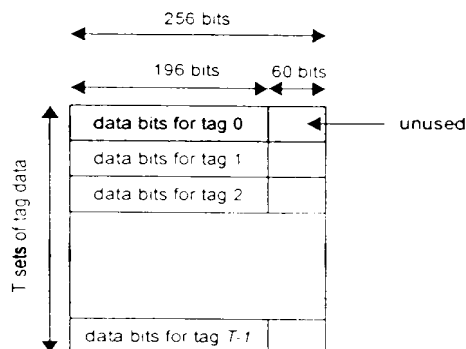 256 bits
196 bits 60 bits
data bits for tag 0
unused
data bits for tag 1
data bits for tag 2
T sets of tag data
data bits for tag T-1